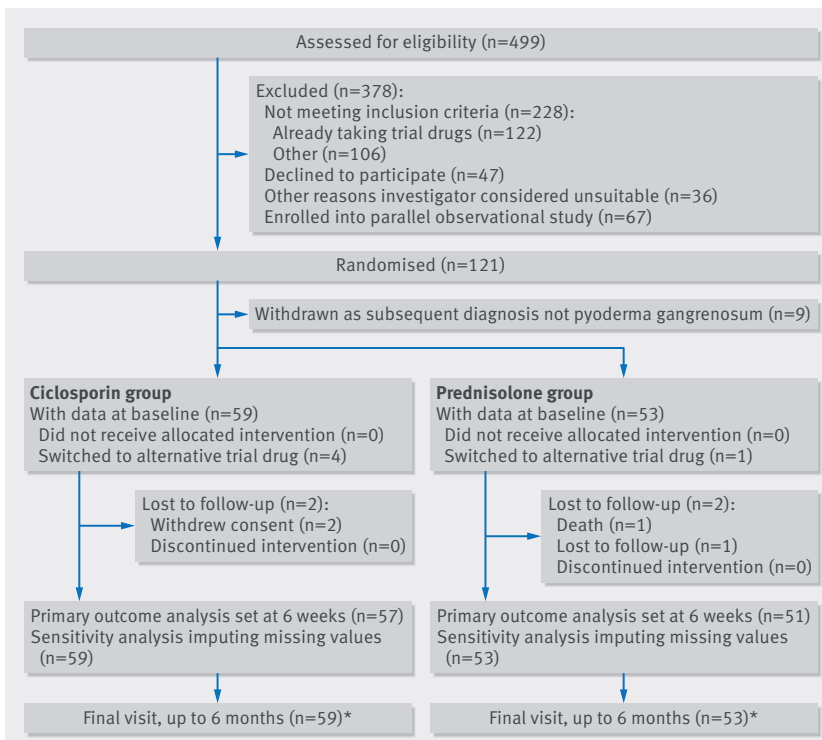 Assessed for eligibility (n=499)
Excluded (n=378):
Not meeting inclusion criteria (n=228):
Already taking trial drugs (n=122)
Other (n=106)
Declined to participate (n=47)
Other reasons investigator considered unsuitable (n=36)
Enrolled into parallel observational study (n=67)
Randomised (n=121)
Withdrawn as subsequent diagnosis not pyoderma gangrenosum (n=9)
Ciclosporin group
With data at baseline (n=59)
Did not receive allocated intervention (n=0)
Switched to alternative trial drug (n=4)
Prednisolone group
With data at baseline (n=53)
Did not receive allocated intervention (n=0)
Switched to alternative trial drug (n=1)
Lost to follow-up (n=2):
Withdrew consent (n=2)
Discontinued intervention (n=0)
Lost to follow-up (n=2):
Death (n=1)
Lost to follow-up (n=1)
Discontinued intervention (n=0)
Primary outcome analysis set at 6 weeks (n=57)
Sensitivity analysis imputing missing values
(n=59)
Primary outcome analysis set at 6 weeks (n=51)
Sensitivity analysis imputing missing values
(n=53)
Final visit, up to 6 months (n=59)*
Final visit, up to 6 months (n=53)*